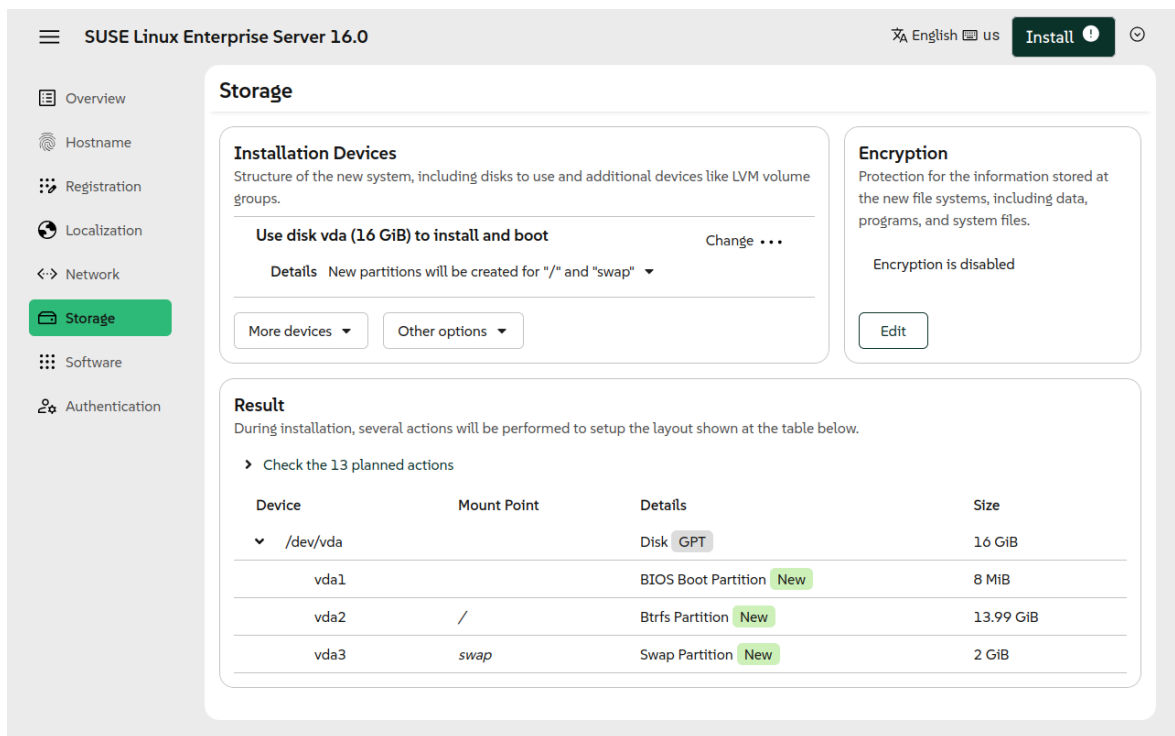 SUSE Linux Enterprise Server 16.0
English us
Install
Overview
Hostname
Registration
Localization
Network
Storage
Software
Authentication
Storage
Installation Devices
Structure of the new system, including disks to use and additional devices like LVM volume
groups.
Use disk vda (16 GiB) to install and boot
Change
Details New partitions will be created for "/" and "swap"
More devices
Other options
Encryption
Protection for the information stored at
the new file systems, including data,
programs, and system files.
Encryption is disabled
Edit
Result
During installation, several actions will be performed to setup the layout shown at the table below.
Check the 13 planned actions
Device Mount Point Details Size
/dev/vda Disk GPT 16 GiB
vda1 BIOS Boot Partition New 8 MiB
vda2 / Btrfs Partition New 13.99 GiB
vda3 swap Swap Partition New 2 GiB